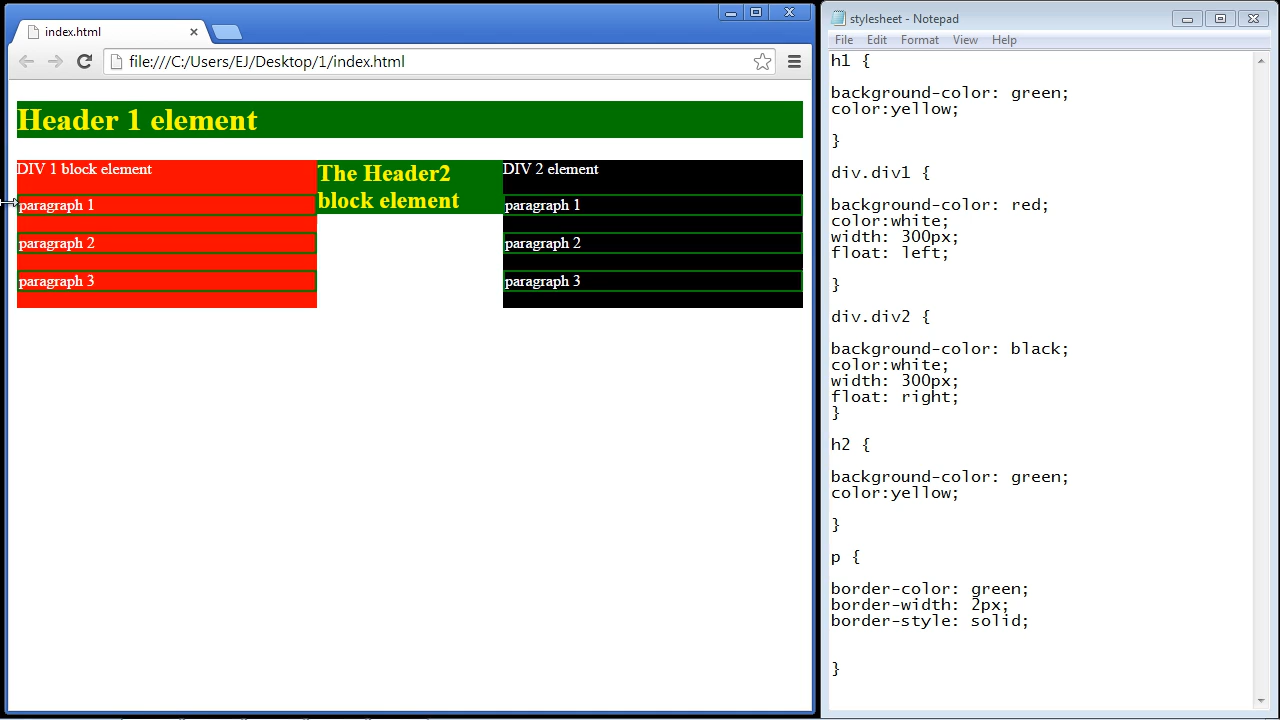 index.html
file:///C:/Users/EJ/Desktop/1/index.html
Header 1 element
DIV 1 block element
paragraph 1
paragraph 2
paragraph 3
The Header2
block element
DIV 2 element
paragraph 1
paragraph 2
paragraph 3
stylesheet - Notepad
File Edit Format View Help
h1 {
background-color: green;
color:yellow;
}
div.div1 {
background-color: red;
color:white;
width: 300px;
float: left;
}
div.div2 {
background-color: black;
color:white;
width: 300px;
float: right;
}
h2 {
background-color: green;
color:yellow;
}
p {
border-color: green;
border-width: 2px;
border-style: solid;
}